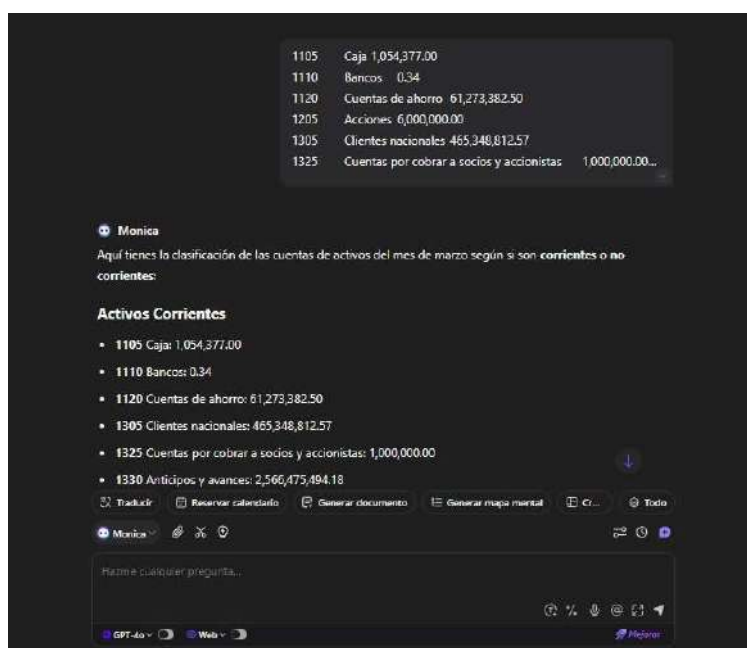 1105 Caja 1,054,377.00
1110 Bancos 0.34
1120 Cuentas de ahorro 61,273,382.50
1205 Acciones 6,000,000.00
1305 Clientes nacionales 465,348,812.57
1325 Cuentas por cobrar a socios y accionistas 1,000,000.00...
Monica
Aquí tienes la clasificación de las cuentas de activos del mes de marzo según si son corrientes o no
corrientes:
Activos Corrientes
• 1105 Caja: 1,054,377.00
• 1110 Bancos: 0.34
• 1120 Cuentas de ahorro: 61,273,382.50
• 1305 Clientes nacionales: 465,348,812.57
• 1325 Cuentas por cobrar a socios y accionistas: 1,000,000.00
• 1330 Anticipos y avances: 2,566,475,494.18
Traducir Reservar calendario Generar documento Generar mapa mental Cr... Todo
Monica
Hazme cualquier pregunta...
GPT-4o Web Mejorar